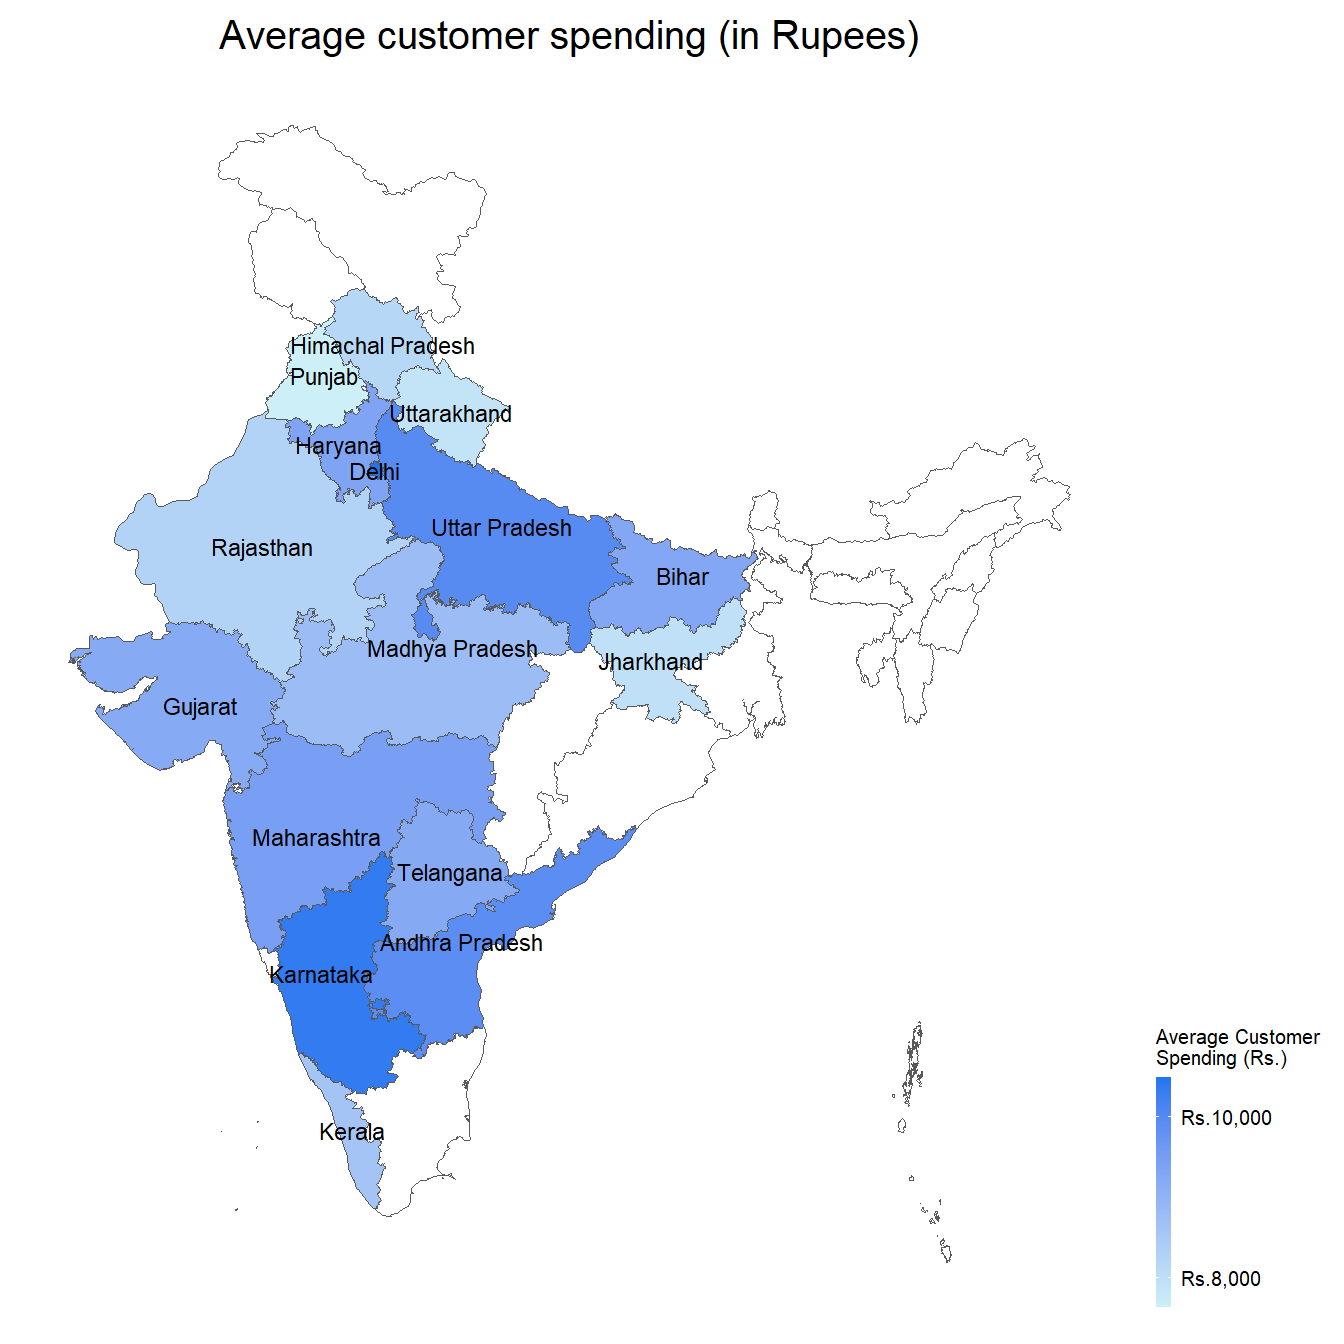 Average customer spending (in Rupees)
Himachal Pradesh
Punjab
Uttarakhand
Haryana
Delhi
Uttar Pradesh
Rajasthan
Bihar
Madhya Pradesh
Jharkhand
Gujarat
Maharashtra
Telangana
Andhra Pradesh
Karnataka
Kerala
Average Customer
Spending (Rs.)
Rs.10,000
Rs.8,000